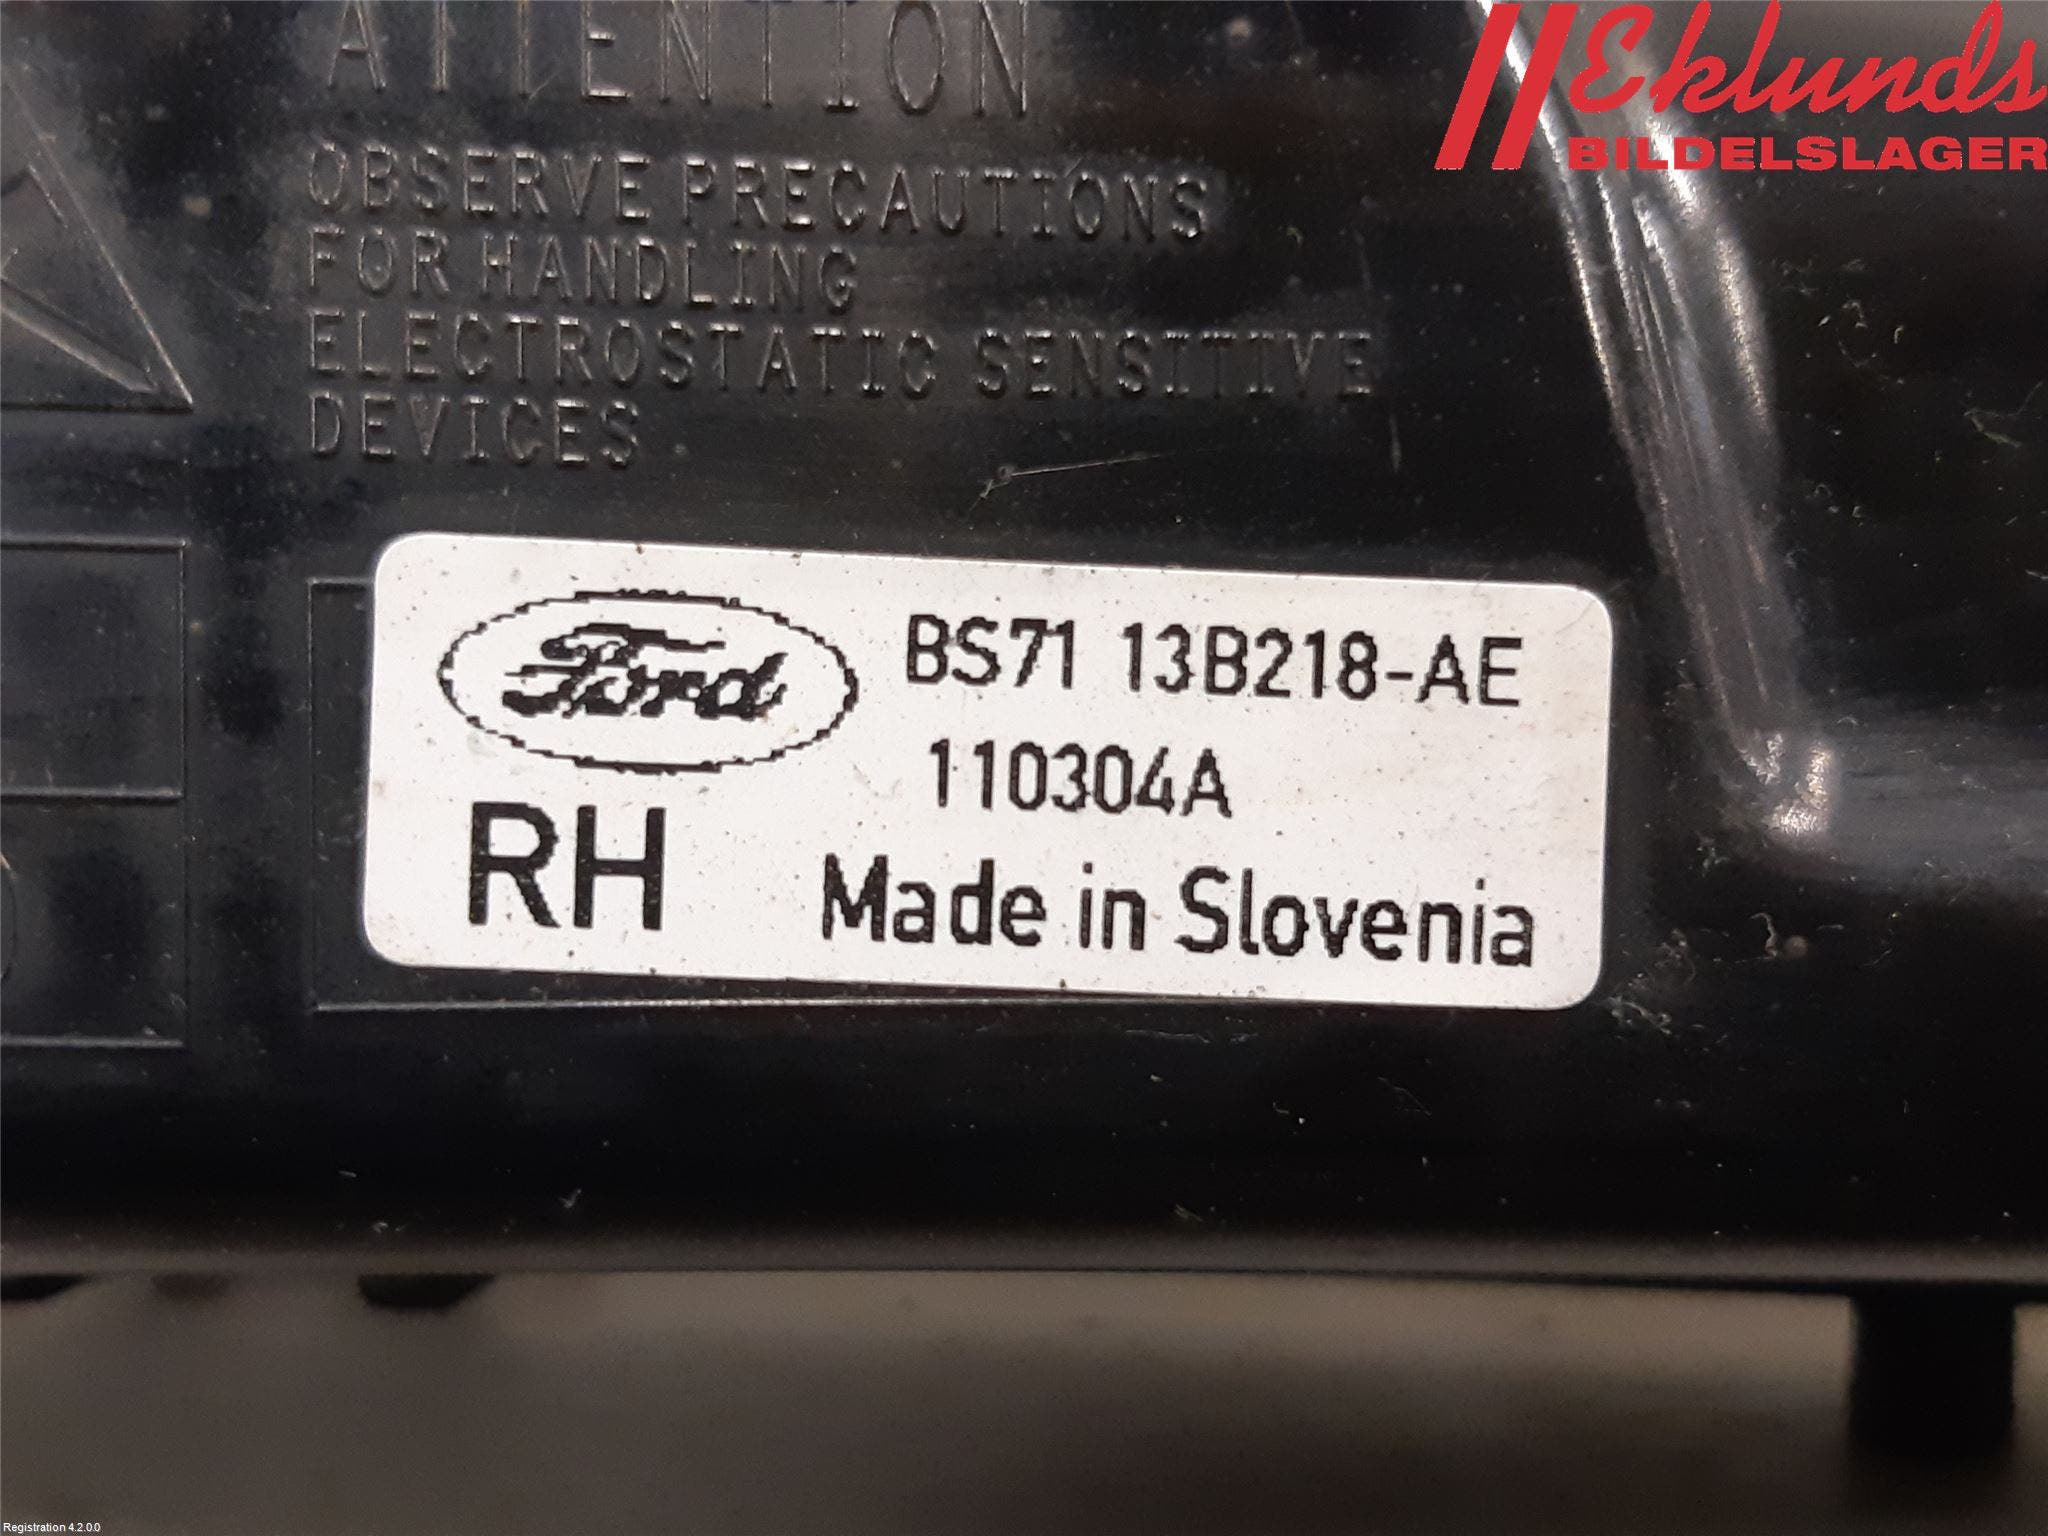 ATTENTION
OBSERVE PRECAUTIONS
FOR HANDLING
ELECTROSTATIC SENSITIVE
DEVICES
Eklunds
BILDELSLAGER
Ford
BS71 13B218-AE
110304A
RH
Made in Slovenia
Registration 4.2.0.0